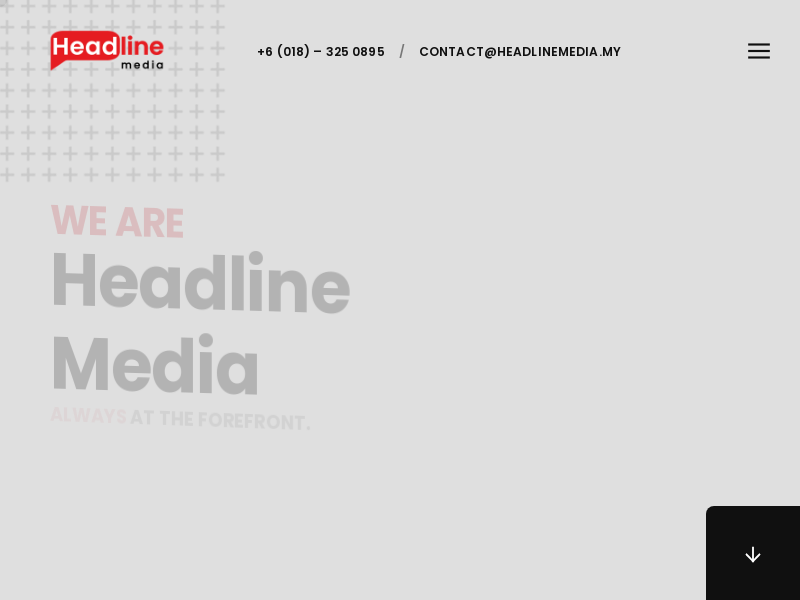 Headline
media
+6 (018) – 325 0895 / CONTACT@HEADLINEMEDIA.MY
WE ARE
Headline
Media
ALWAYS AT THE FOREFRONT.